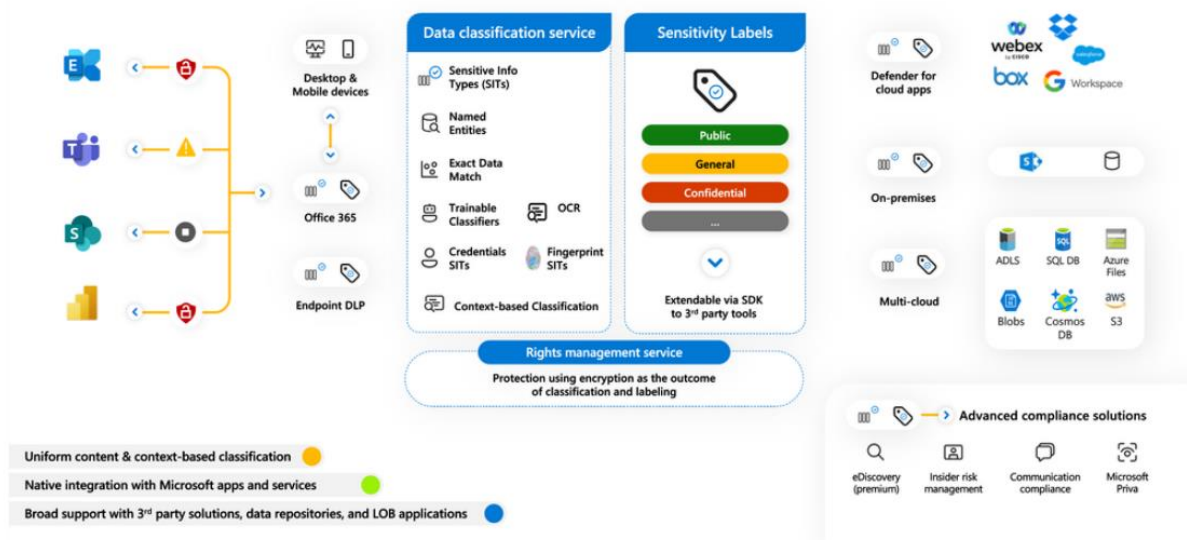 E
T
S
Desktop &
Mobile devices
Office 365
Endpoint DLP
Data classification service
Sensitive Info
Types (SITs)
Named
Entities
Exact Data
Match
Trainable
Classifiers
OCR
Credentials
SITs
Fingerprint
SITs
Context-based Classification
Sensitivity Labels
Public
General
Confidential
...
Extendable via SDK
to 3rd party tools
Rights management service
Protection using encryption as the outcome
of classification and labeling
Defender for
cloud apps
webex
by CISCO
salesforce
box
G Workspace
On-premises
S
Multi-cloud
ADLS
SQL
SQL DB
Azure
Files
Blobs
Cosmos
DB
aws
S3
Advanced compliance solutions
eDiscovery
(premium)
Insider risk
management
Communication
compliance
Microsoft
Priva
Uniform content & context-based classification
Native integration with Microsoft apps and services
Broad support with 3rd party solutions, data repositories, and LOB applications